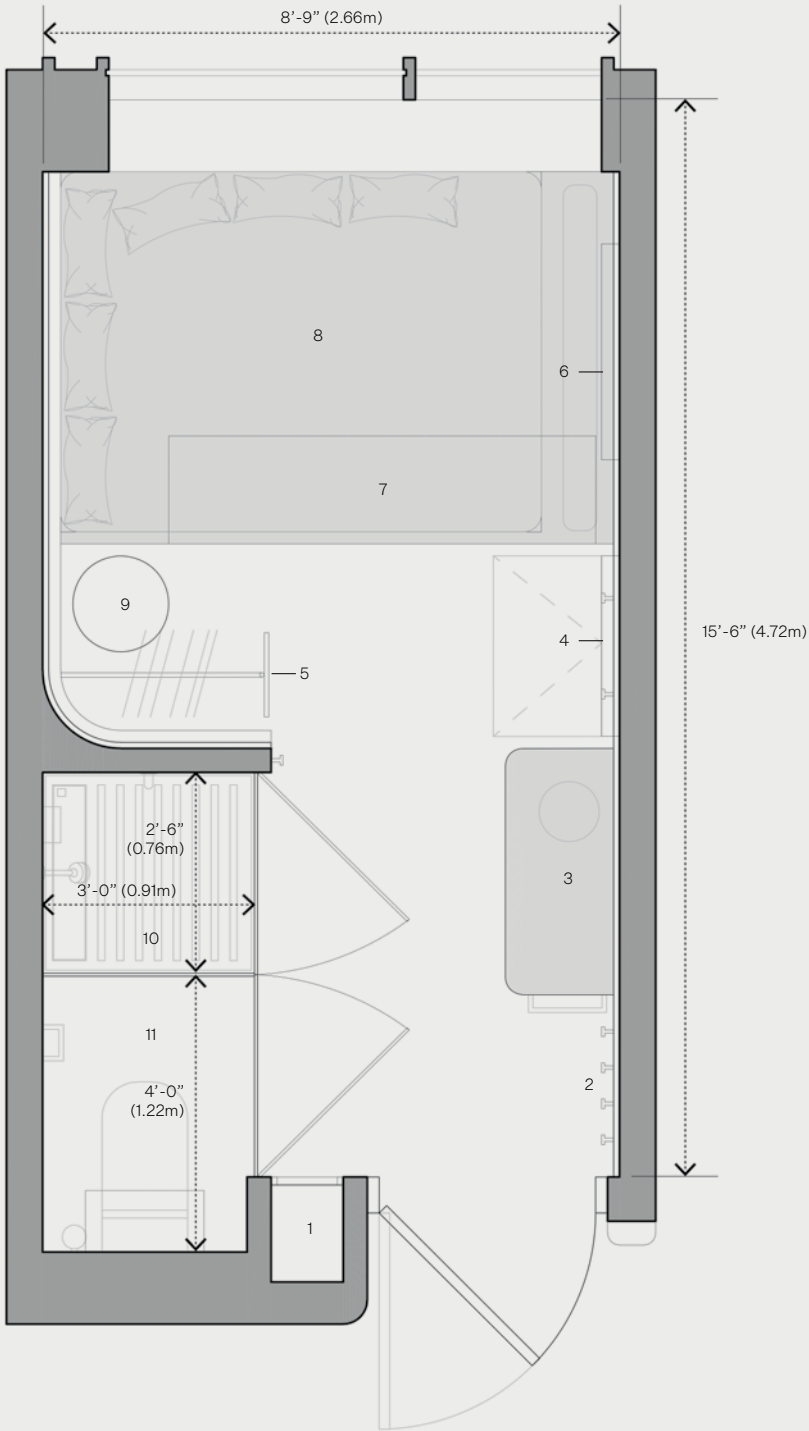 8’-9” (2.66m)
8
6
7
9
15’-6” (4.72m)
4
5
2’-6”
(0.76m)
3
3’-0” (0.91m)
10
11
2
4’-0”
(1.22m)
1